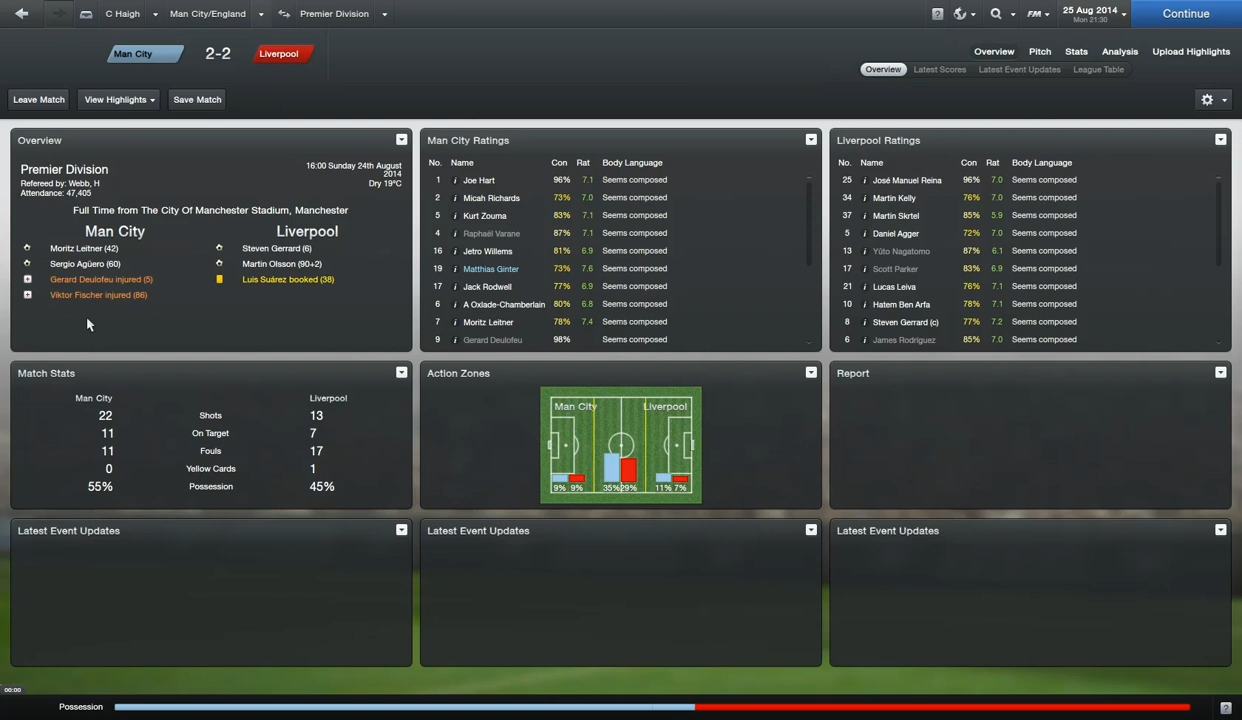 C Haigh Man City/England Premier Division ? FM 25 Aug 2014 Continue
Mon 21:30
Man City 2-2 Liverpool
Overview Pitch Stats Analysis Upload Highlights
Overview Latest Scores Latest Event Updates League Table
Leave Match View Highlights Save Match
Overview
Premier Division
Refereed by: Webb, H
Attendance: 47,405
16:00 Sunday 24th August
2014
Dry 19°C
Full Time from The City Of Manchester Stadium, Manchester
Man City Liverpool
Moritz Leitner (42) Steven Gerrard (6)
Sergio Agüero (60) Martin Olsson (90+2)
Gerard Deulofeu injured (5) Luis Suárez booked (38)
Viktor Fischer injured (86)
Man City Ratings
No. Name Con Rat Body Language
1 i Joe Hart 96% 7.1 Seems composed
2 i Micah Richards 73% 7.0 Seems composed
5 i Kurt Zouma 83% 7.1 Seems composed
4 i Raphaël Varane 87% 7.1 Seems composed
16 i Jetro Willems 81% 6.9 Seems composed
19 i Matthias Ginter 73% 7.6 Seems composed
17 i Jack Rodwell 77% 6.9 Seems composed
6 i A Oxlade-Chamberlain 80% 6.8 Seems composed
7 i Moritz Leitner 78% 7.4 Seems composed
9 i Gerard Deulofeu 98% Seems composed
Liverpool Ratings
No. Name Con Rat Body Language
25 i José Manuel Reina 96% 7.0 Seems composed
34 i Martin Kelly 76% 7.0 Seems composed
37 i Martin Skrtel 85% 5.9 Seems composed
5 i Daniel Agger 72% 7.0 Seems composed
13 i Yūto Nagatomo 87% 6.1 Seems composed
17 i Scott Parker 83% 6.9 Seems composed
21 i Lucas Leiva 76% 7.1 Seems composed
10 i Hatem Ben Arfa 78% 7.1 Seems composed
8 i Steven Gerrard (c) 77% 7.2 Seems composed
6 i James Rodríguez 85% 7.0 Seems composed
Match Stats
Man City Liverpool
22 Shots 13
11 On Target 7
11 Fouls 17
0 Yellow Cards 1
55% Possession 45%
Action Zones
Man City Liverpool
9% 9% 35% 29% 11% 7%
Report
Latest Event Updates
Latest Event Updates
Latest Event Updates
00:00
Possession ?